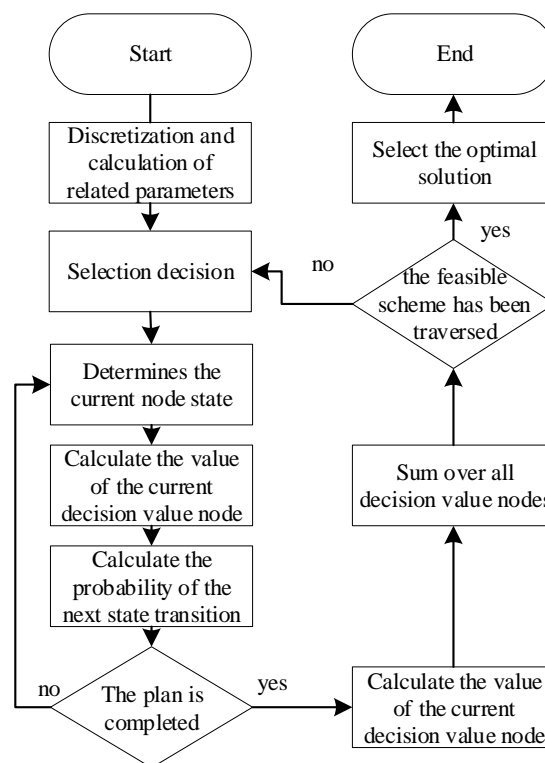 Start
Discretization and
calculation of
related parameters
Selection decision
Determines the
current node state
Calculate the value
of the current
decision value node
Calculate the
probability of the
next state transition
no
The plan is
completed
yes
Calculate the value
of the current
decision value node
Sum over all
decision value nodes
the feasible
scheme has been
traversed
no
yes
Select the optimal
solution
End